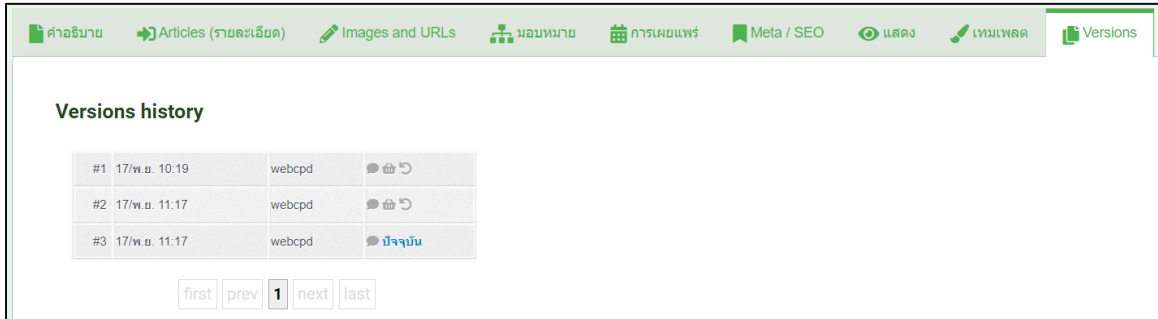 คำอธิบาย Articles (รายละเอียด) Images and URLs มอบหมาย การเผยแพร่ Meta / SEO แสดง เทมเพลต Versions
Versions history
#1 17/พ.ย. 10:19 webcpd
#2 17/พ.ย. 11:17 webcpd
#3 17/พ.ย. 11:17 webcpd ปัจจุบัน
first prev 1 next last